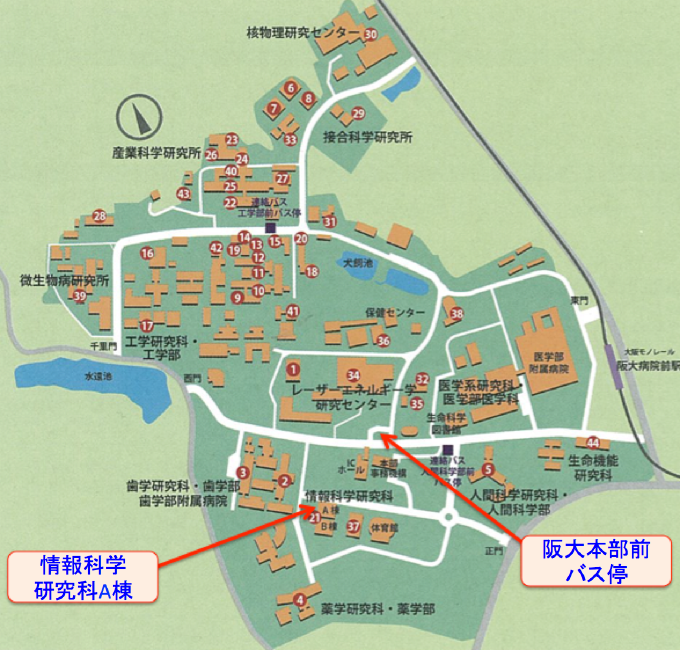 核物理研究センター
30
6
7
8
29
接合科学研究所
33
23
産業科学研究所
26
24
40
25
27
43
22
連絡バス
工学部前バス停
28
31
14
13
15
20
42
19
16
12
11
18
犬飼池
微生物病研究所
39
9
10
41
保健センター
38
東門
17
36
工学研究科・
工学部
千里門
大阪モノレール
阪大病院前駅
医学部
附属病院
水遠池
西門
1
34
32
レーザーエネルギー学
研究センター
35
医学系研究科・
医学部医学科
生命科学
図書館
44
生命機能
研究科
IC
ホール
本部
事務機構
連絡バス
人間科学部前
バス停
5
3
2
歯学研究科・歯学部
歯学部附属病院
情報科学研究科
人間科学研究科・
人間科学部
A棟
21
B棟
37
体育館
正門
情報科学
研究科A棟
阪大本部前
バス停
4
薬学研究科・薬学部